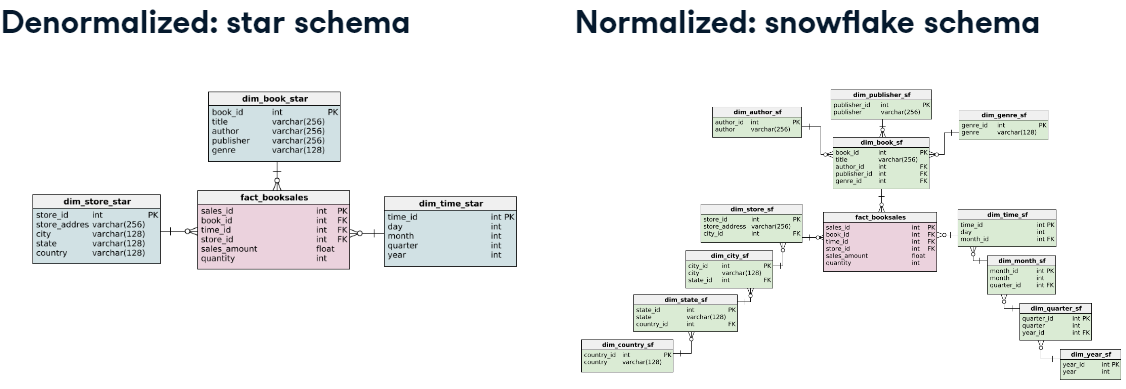 Denormalized: star schema
dim_book_star
book_id int PK
title varchar(256)
author varchar(256)
publisher varchar(256)
genre varchar(128)
dim_store_star
store_id int PK
store_addres varchar(256)
city varchar(128)
state varchar(128)
country varchar(128)
fact_booksales
sales_id int PK
book_id int FK
time_id int FK
store_id int FK
sales_amount float
quantity int
dim_time_star
time_id int PK
day int
month int
quarter int
year int
Normalized: snowflake schema
dim_publisher_sf
publisher_id int PK
publisher varchar(256)
dim_author_sf
author_id int PK
author varchar(256)
dim_genre_sf
genre_id int PK
genre varchar(128)
dim_book_sf
book_id int PK
title varchar(256)
author_id int FK
publisher_id int FK
genre_id int FK
dim_store_sf
store_id int PK
store_address varchar(256)
city_id int FK
fact_booksales
sales_id int PK
book_id int FK
time_id int FK
store_id int FK
sales_amount float
quantity int
dim_time_sf
time_id int PK
day int
month_id int FK
dim_city_sf
city_id int PK
city varchar(128)
state_id int FK
dim_month_sf
month_id int PK
month int
quarter_id int FK
dim_state_sf
state_id int PK
state varchar(128)
country_id int FK
dim_quarter_sf
quarter_id int PK
quarter int
year_id int FK
dim_country_sf
country_id int PK
country varchar(128)
dim_year_sf
year_id int PK
year int